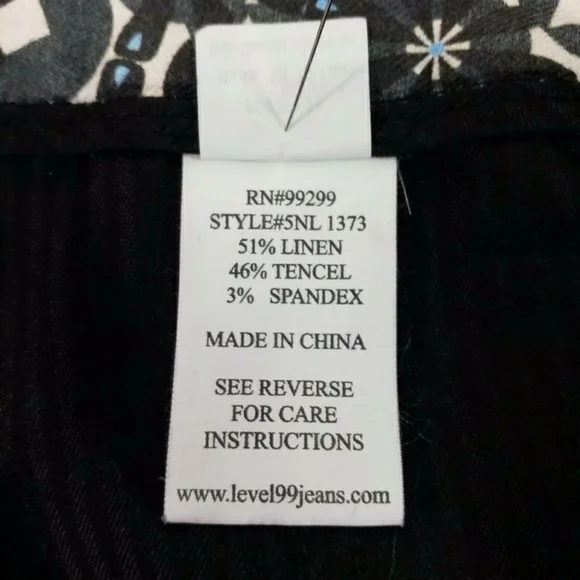 RN#99299
STYLE#5NL 1373
51% LINEN
46% TENCEL
3% SPANDEX
MADE IN CHINA
SEE REVERSE
FOR CARE
INSTRUCTIONS
www.level99jeans.com